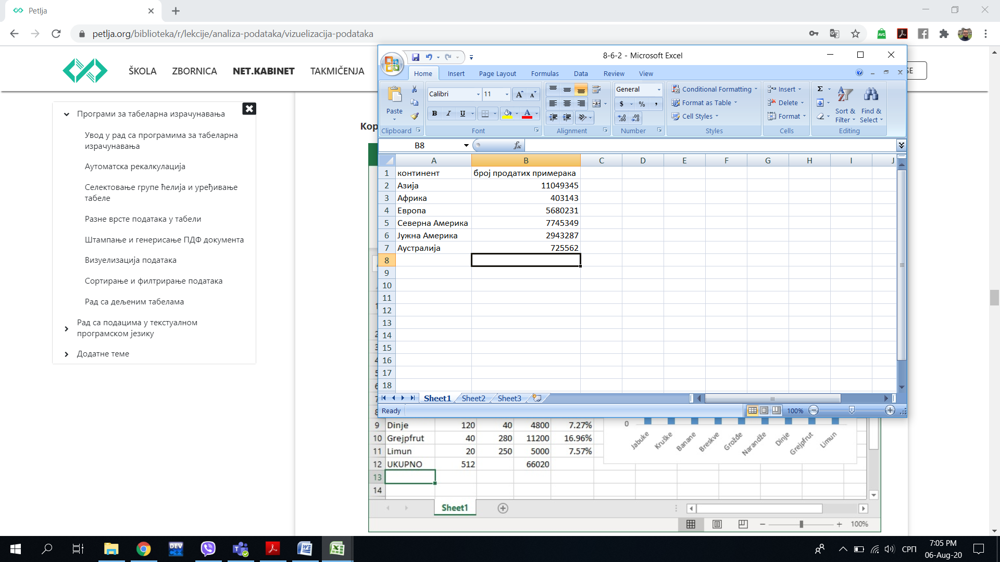 Petlja
petlja.org/biblioteka/r/lekcije/analiza-podataka/vizuelizacija-podataka
ŠKOLA ZBORNICA NET.KABINET TAKMIČENJA
SE
Програми за табеларна израчунавања
Увод у рад са програмима за табеларна
израчунавања
Аутоматска рекалкулација
Селектовање групе ћелија и уређивање
табеле
Разне врсте података у табели
Штампање и генерисање ПДФ документа
Визуелизација података
Сортирање и филтрирање података
Рад са дељеним табелама
Рад са подацима у текстуалном
програмском језику
Додатне теме
Кор
8-6-2 - Microsoft Excel
Home Insert Page Layout Formulas Data Review View
Paste
Clipboard
Calibri 11
B I U
Font
Alignment
General
$ % ,
Number
Conditional Formatting
Format as Table
Cell Styles
Styles
Insert
Delete
Format
Cells
Σ
Sort &
Filter
Find &
Select
Editing
B8 fx
A B C D E F G H I J
1 континент број продатих примерака
2 Азија 11049345
3 Африка 403143
4 Европа 5680231
5 Северна Америка 7745349
6 Јужна Америка 2943287
7 Аустралија 725562
8
9
10
11
12
13
14
15
16
17
18
Sheet1 Sheet2 Sheet3
Ready 100%
9 Dinje 120 40 4800 7.27%
10 Grejpfrut 40 280 11200 16.96%
11 Limun 20 250 5000 7.57%
12 UKUPNO 512 66020
13
14
0
Jabuke Kruške Banane Breskve Grožđe Narandže Dinje Grejpfrut Limun
Sheet1
100%
DEV
C++
СРП
7:05 PM
06-Aug-20